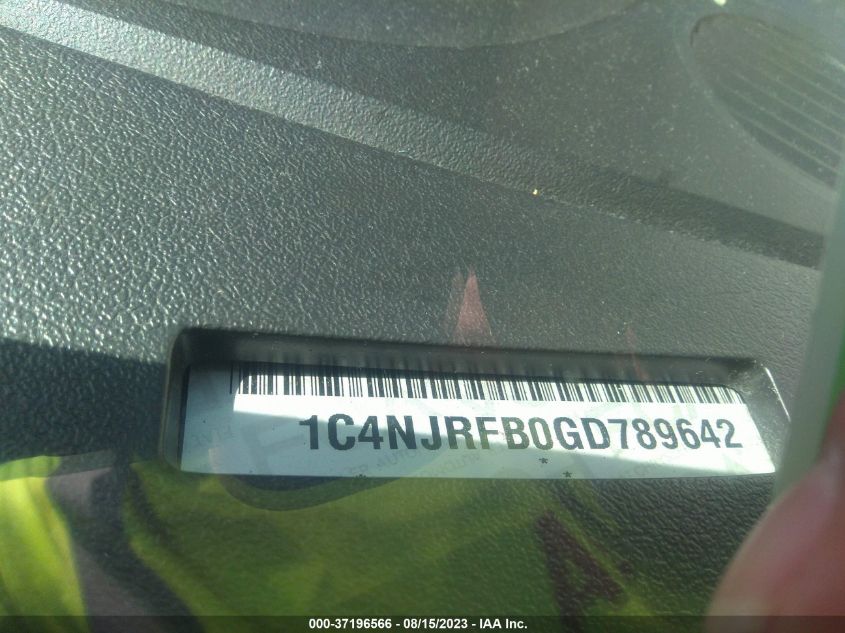 1C4NJRFB0GD789642
000-37196566 - 08/15/2023 - IAA Inc.